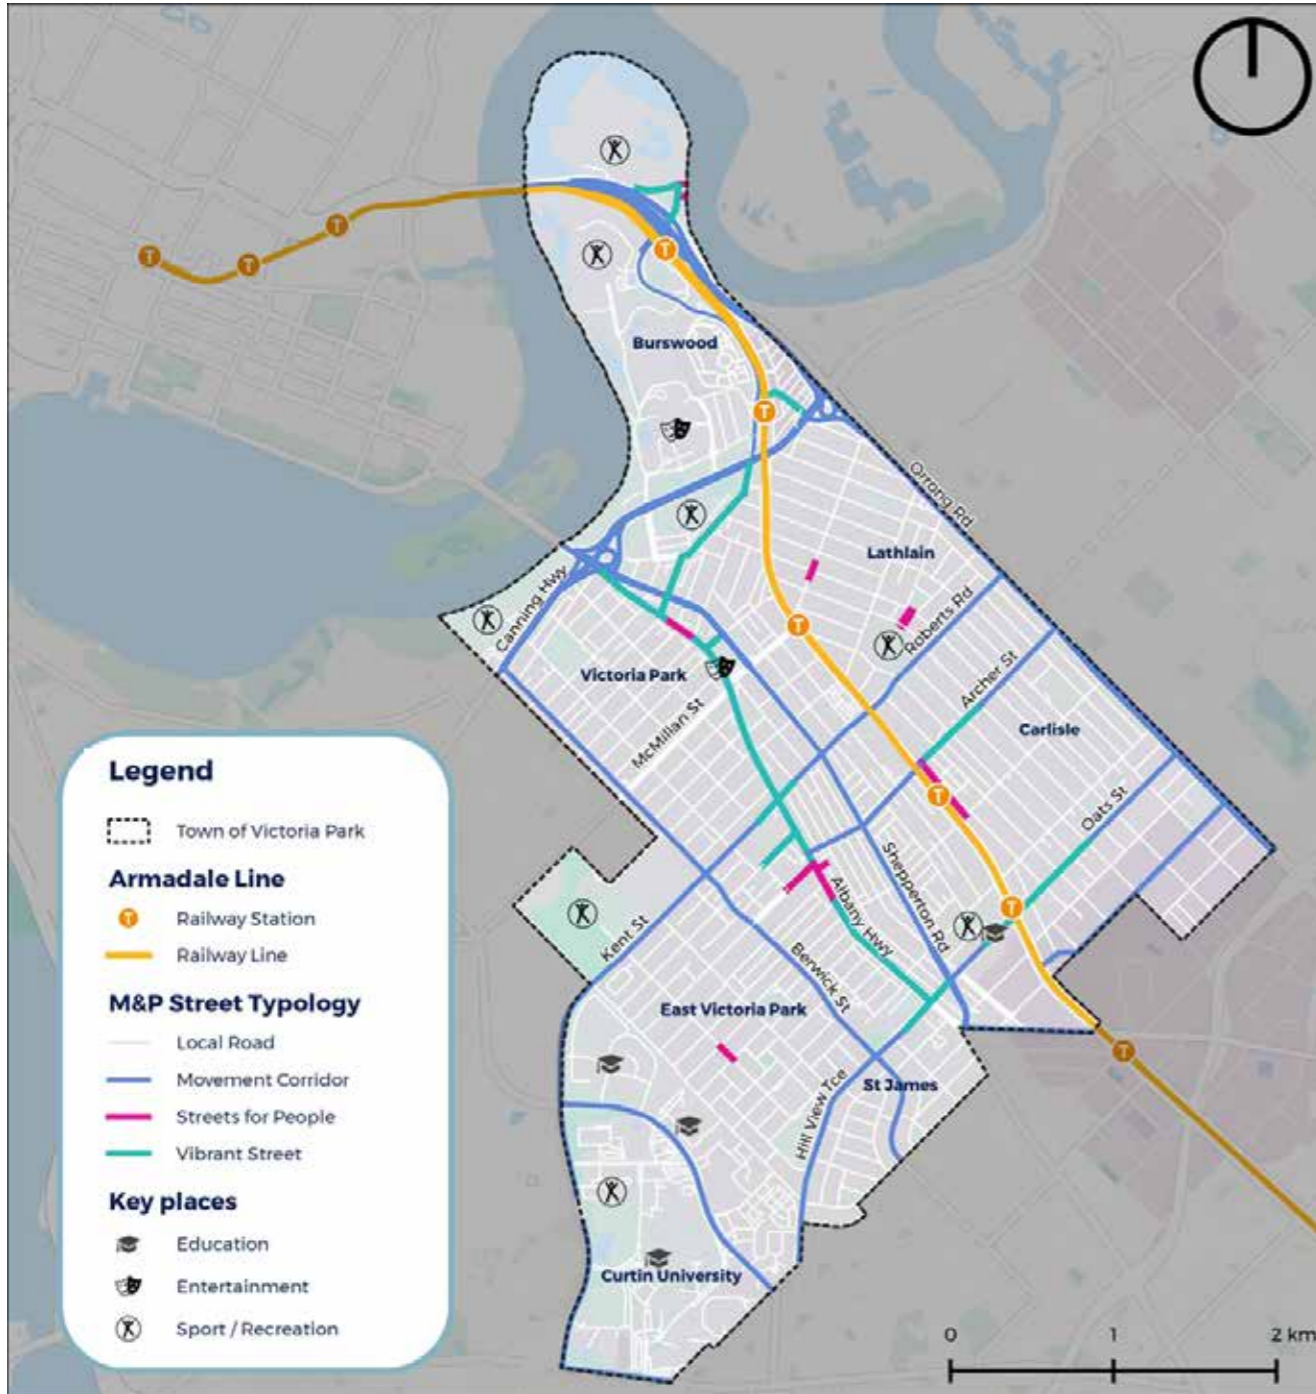 Burswood
Orrong Rd
Lathlain
Canning Hwy
Roberts Rd
Victoria Park
Archer St
McMillan St
Carlisle
Oats St
Shepperton Rd
Albany Hwy
Kent St
Berwick St
East Victoria Park
St James
Hill View Tce
Curtin University
T
T
T
T
T
T
T
T
T
Legend
Town of Victoria Park
Armadale Line
T
Railway Station
Railway Line
M&P Street Typology
Local Road
Movement Corridor
Streets for People
Vibrant Street
Key places
Education
Entertainment
Sport / Recreation
0 1 2 km